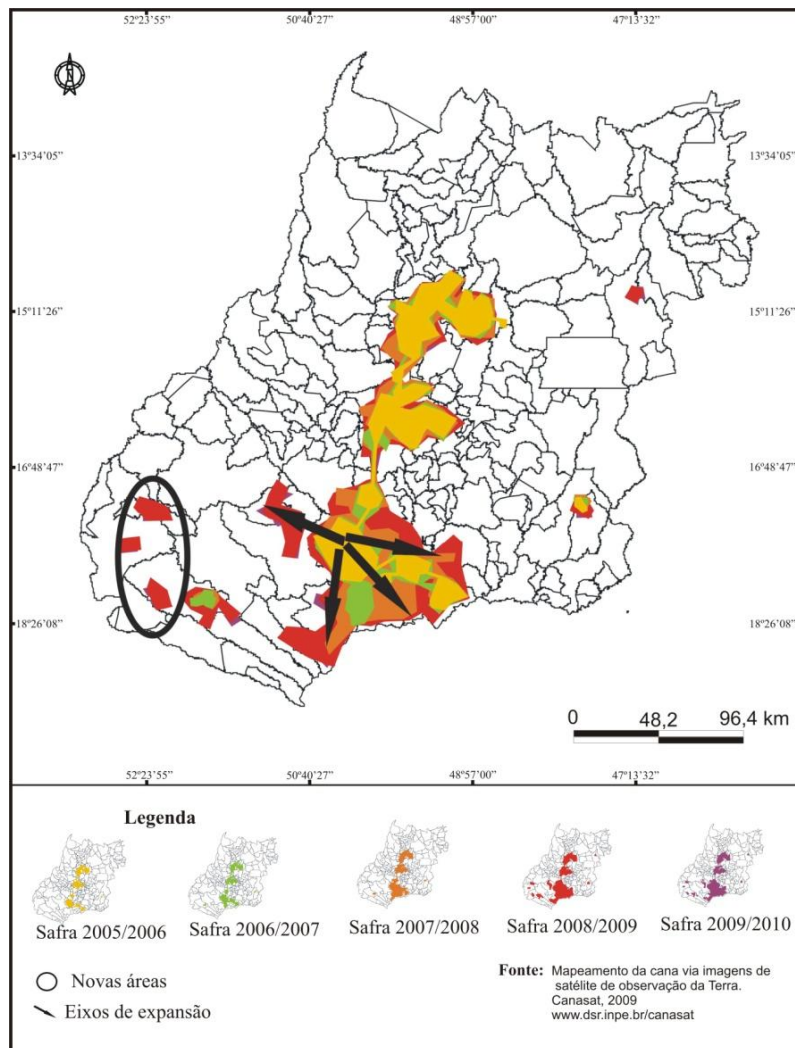 52º23'55’’ 50º40'27’’ 48º57'00’’ 47º13'32’’
N
13º34'05’’ 13º34'05’’
15º11'26’’ 15º11'26’’
16º48'47’’ 16º48'47’’
18º26'08’’ 18º26'08’’
0 48,2 96,4 km
52º23'55’’ 50º40'27’’ 48º57'00’’ 47º13'32’’
Legenda
Safra 2005/2006 Safra 2006/2007 Safra 2007/2008 Safra 2008/2009 Safra 2009/2010
Novas áreas
Eixos de expansão
Fonte: Mapeamento da cana via imagens de
satélite de observação da Terra.
Canasat, 2009
www.dsr.inpe.br/canasat